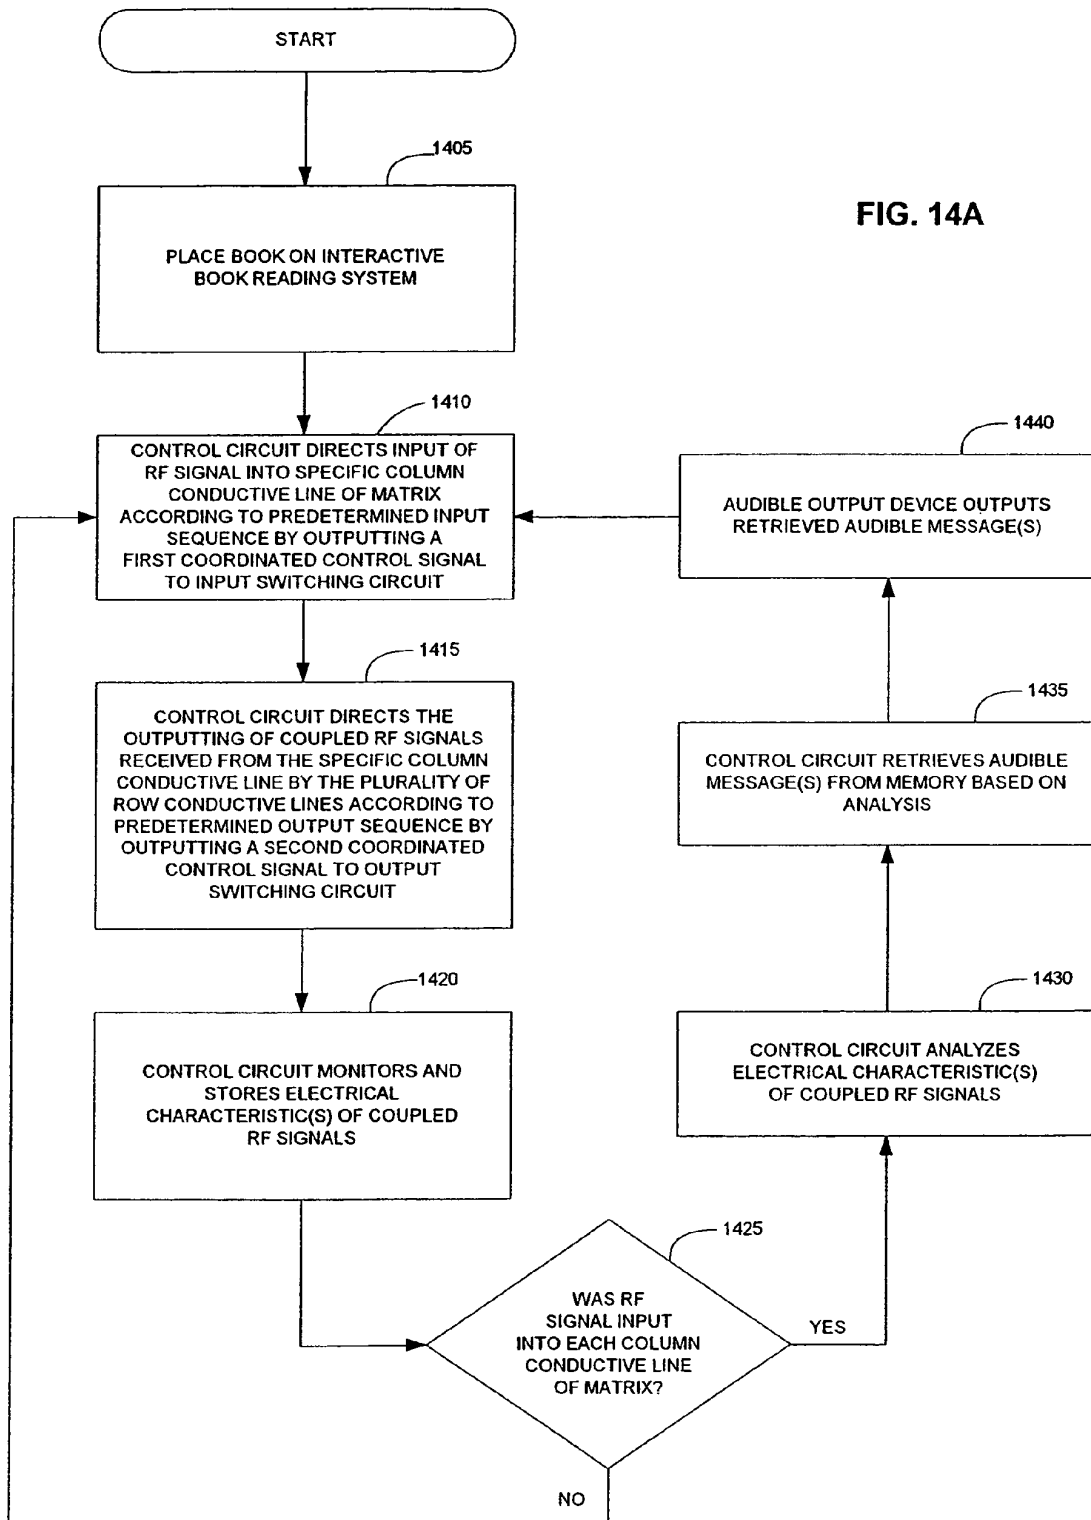 START
1405
PLACE BOOK ON INTERACTIVE
BOOK READING SYSTEM
FIG. 14A
1410
CONTROL CIRCUIT DIRECTS INPUT OF
RF SIGNAL INTO SPECIFIC COLUMN
CONDUCTIVE LINE OF MATRIX
ACCORDING TO PREDETERMINED INPUT
SEQUENCE BY OUTPUTTING A
FIRST COORDINATED CONTROL SIGNAL
TO INPUT SWITCHING CIRCUIT
1415
CONTROL CIRCUIT DIRECTS THE
OUTPUTTING OF COUPLED RF SIGNALS
RECEIVED FROM THE SPECIFIC COLUMN
CONDUCTIVE LINE BY THE PLURALITY OF
ROW CONDUCTIVE LINES ACCORDING TO
PREDETERMINED OUTPUT SEQUENCE BY
OUTPUTTING A SECOND COORDINATED
CONTROL SIGNAL TO OUTPUT
SWITCHING CIRCUIT
1420
CONTROL CIRCUIT MONITORS AND
STORES ELECTRICAL
CHARACTERISTIC(S) OF COUPLED
RF SIGNALS
1425
WAS RF
SIGNAL INPUT
INTO EACH COLUMN
CONDUCTIVE LINE
OF MATRIX?
YES
NO
1430
CONTROL CIRCUIT ANALYZES
ELECTRICAL CHARACTERISTIC(S)
OF COUPLED RF SIGNALS
1435
CONTROL CIRCUIT RETRIEVES AUDIBLE
MESSAGE(S) FROM MEMORY BASED ON
ANALYSIS
1440
AUDIBLE OUTPUT DEVICE OUTPUTS
RETRIEVED AUDIBLE MESSAGE(S)